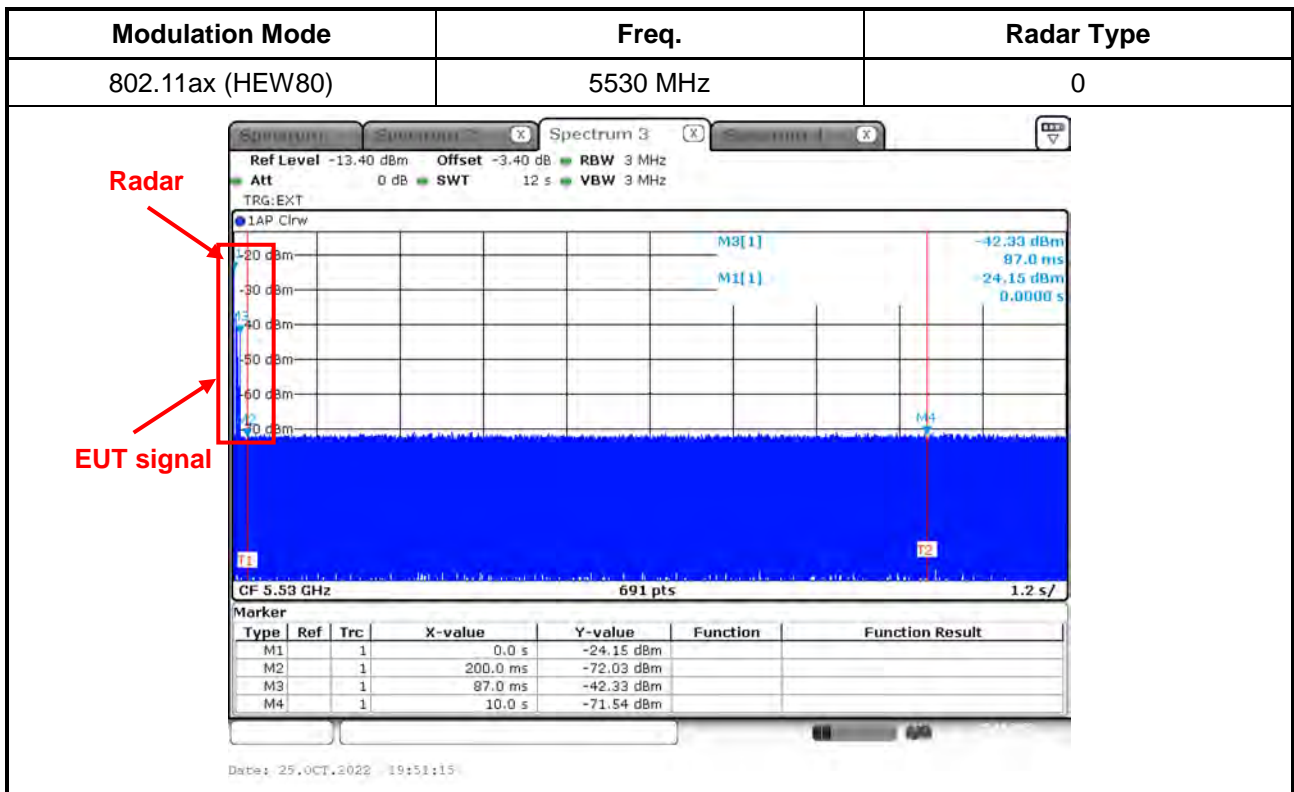 Modulation Mode Freq. Radar Type
802.11ax (HEW80) 5530 MHz 0
Spectrum 3
Ref Level -13.40 dBm Offset -3.40 dB RBW 3 MHz
Att 0 dB SWT 12 s VBW 3 MHz
TRG:EXT
Radar
1AP Clrw
M3[1] -42.33 dBm
87.0 ms
M1[1] -24.15 dBm
0.0000 s
-20 dBm
-30 dBm
-40 dBm
-50 dBm
-60 dBm
-70 dBm
M3
M2
M4
EUT signal
T1
T2
CF 5.53 GHz 691 pts 1.2 s/
Marker
Type Ref Trc X-value Y-value Function Function Result
M1 1 0.0 s -24.15 dBm
M2 1 200.0 ms -72.03 dBm
M3 1 87.0 ms -42.33 dBm
M4 1 10.0 s -71.54 dBm
Date: 25.OCT.2022 19:51:15